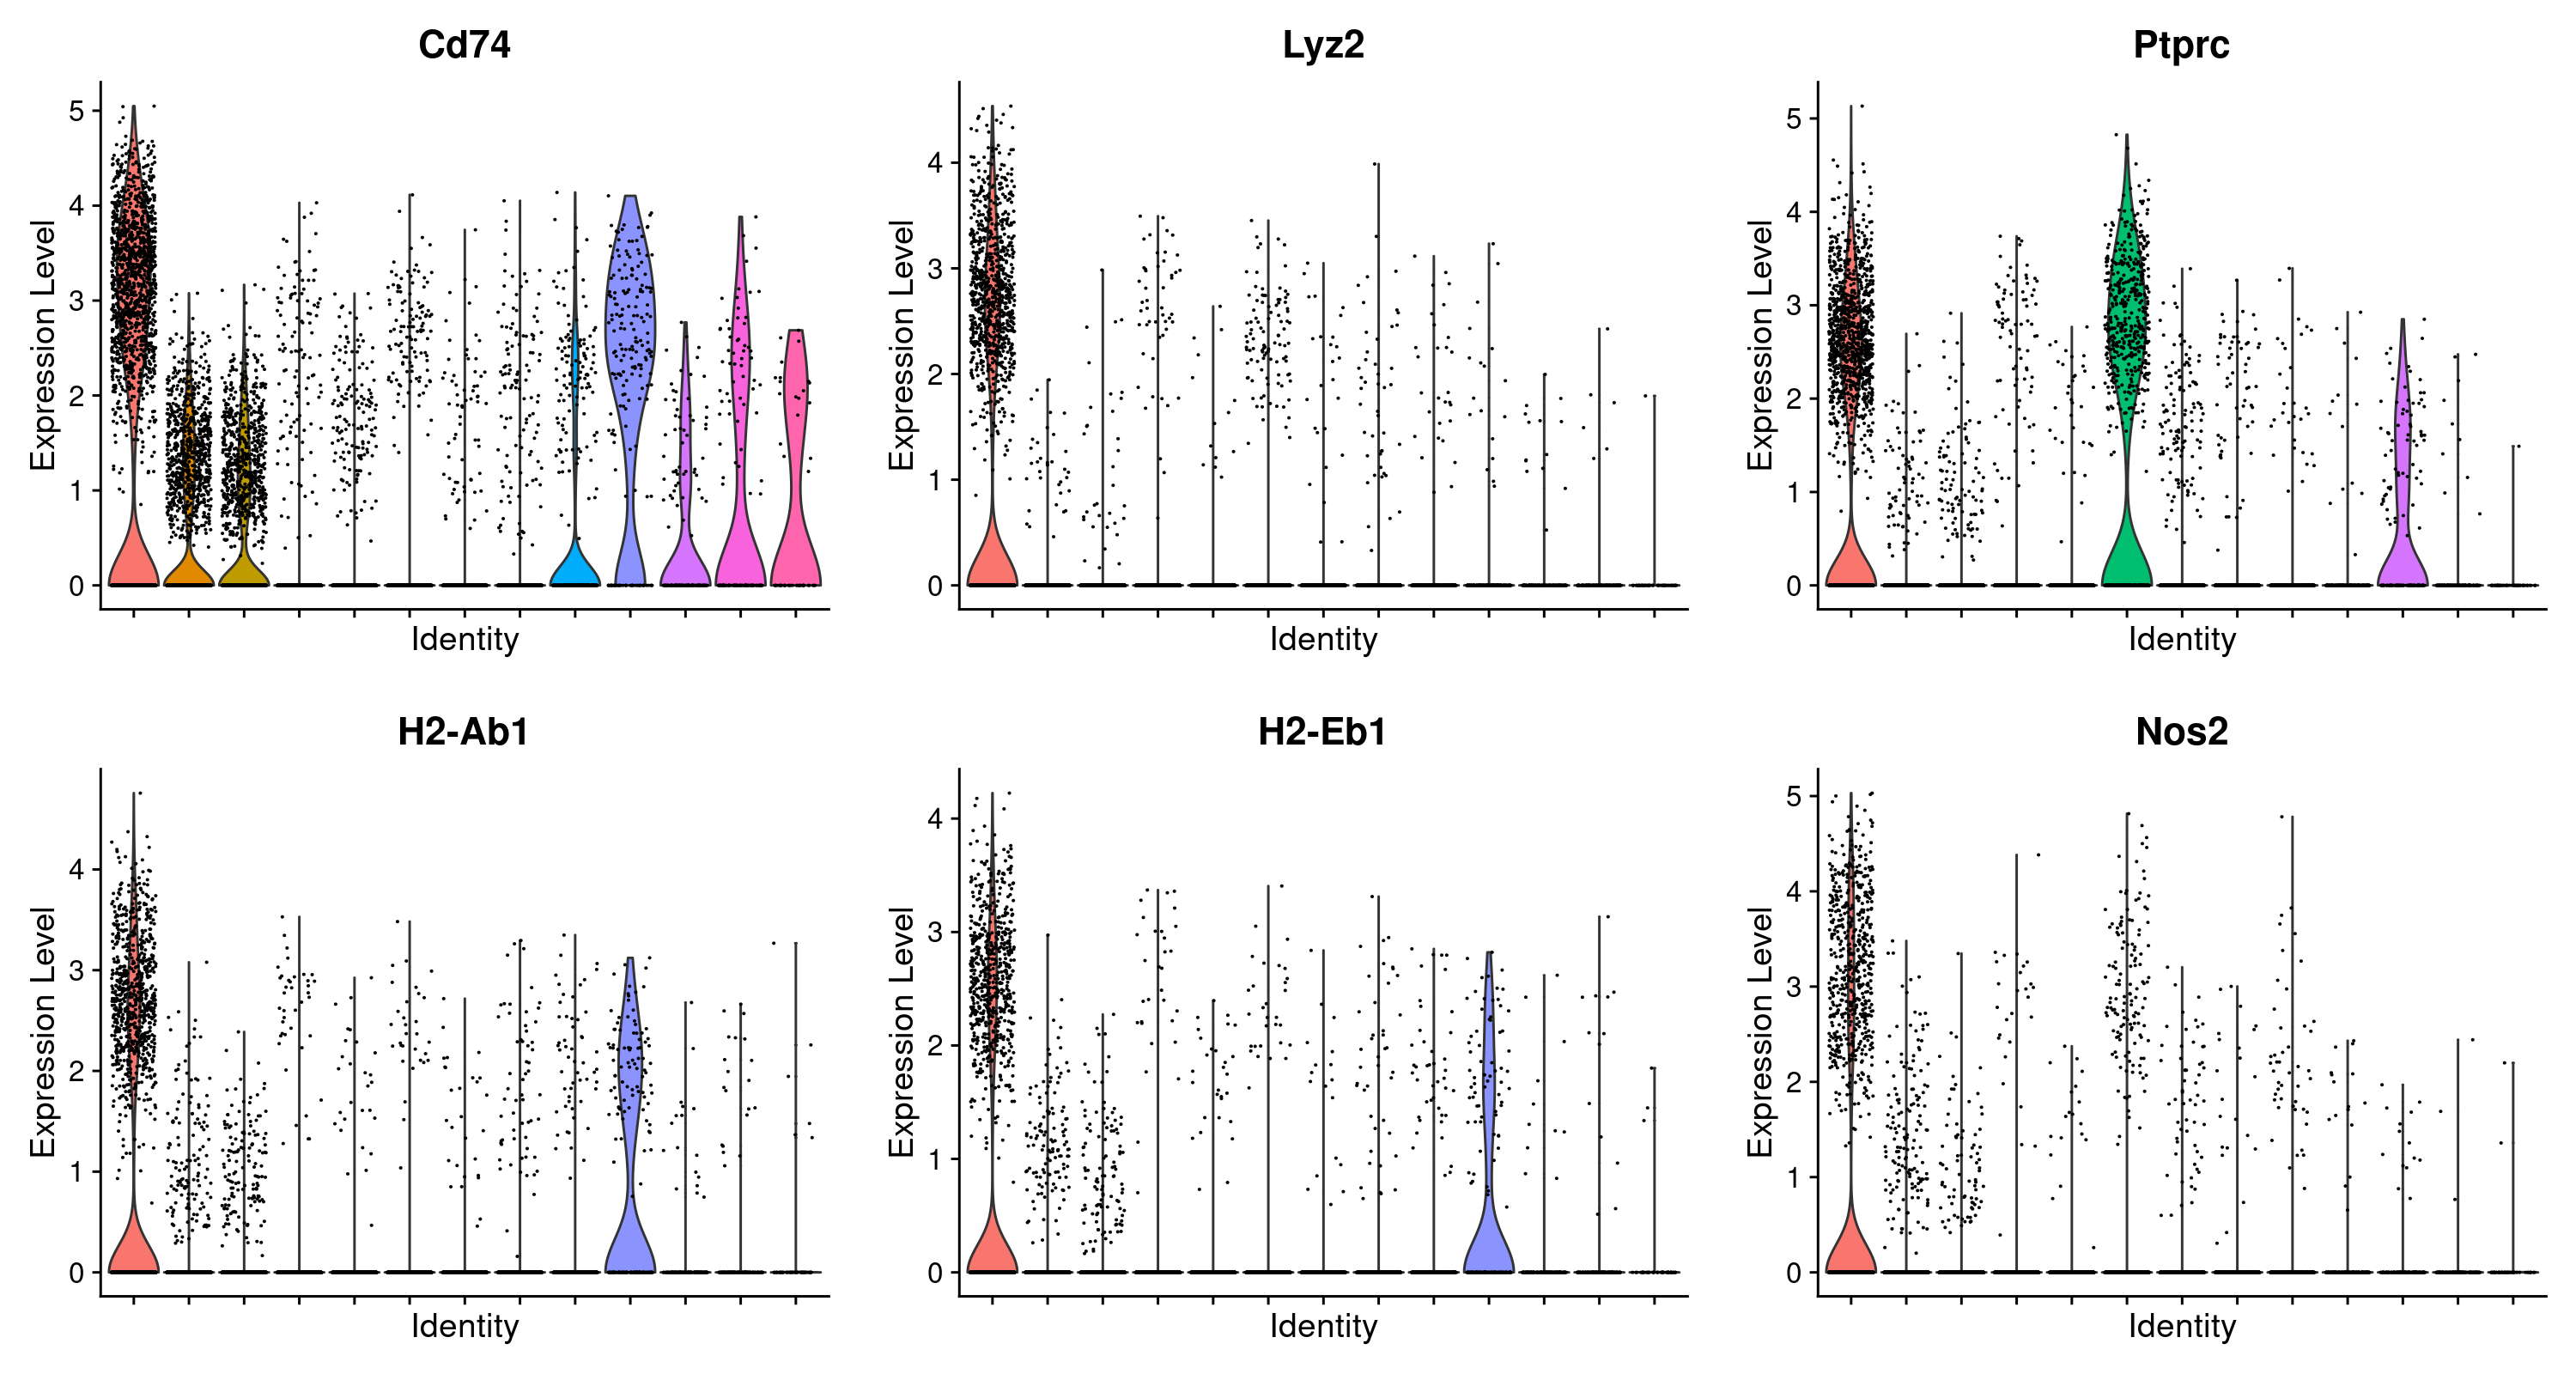 Cd74
Lyz2
Ptprc
Expression Level
5
4
3
2
1
0
Identity
Expression Level
4
3
2
1
0
Identity
Expression Level
5
4
3
2
1
0
Identity
H2-Ab1
H2-Eb1
Nos2
Expression Level
4
3
2
1
0
Identity
Expression Level
4
3
2
1
0
Identity
Expression Level
5
4
3
2
1
0
Identity